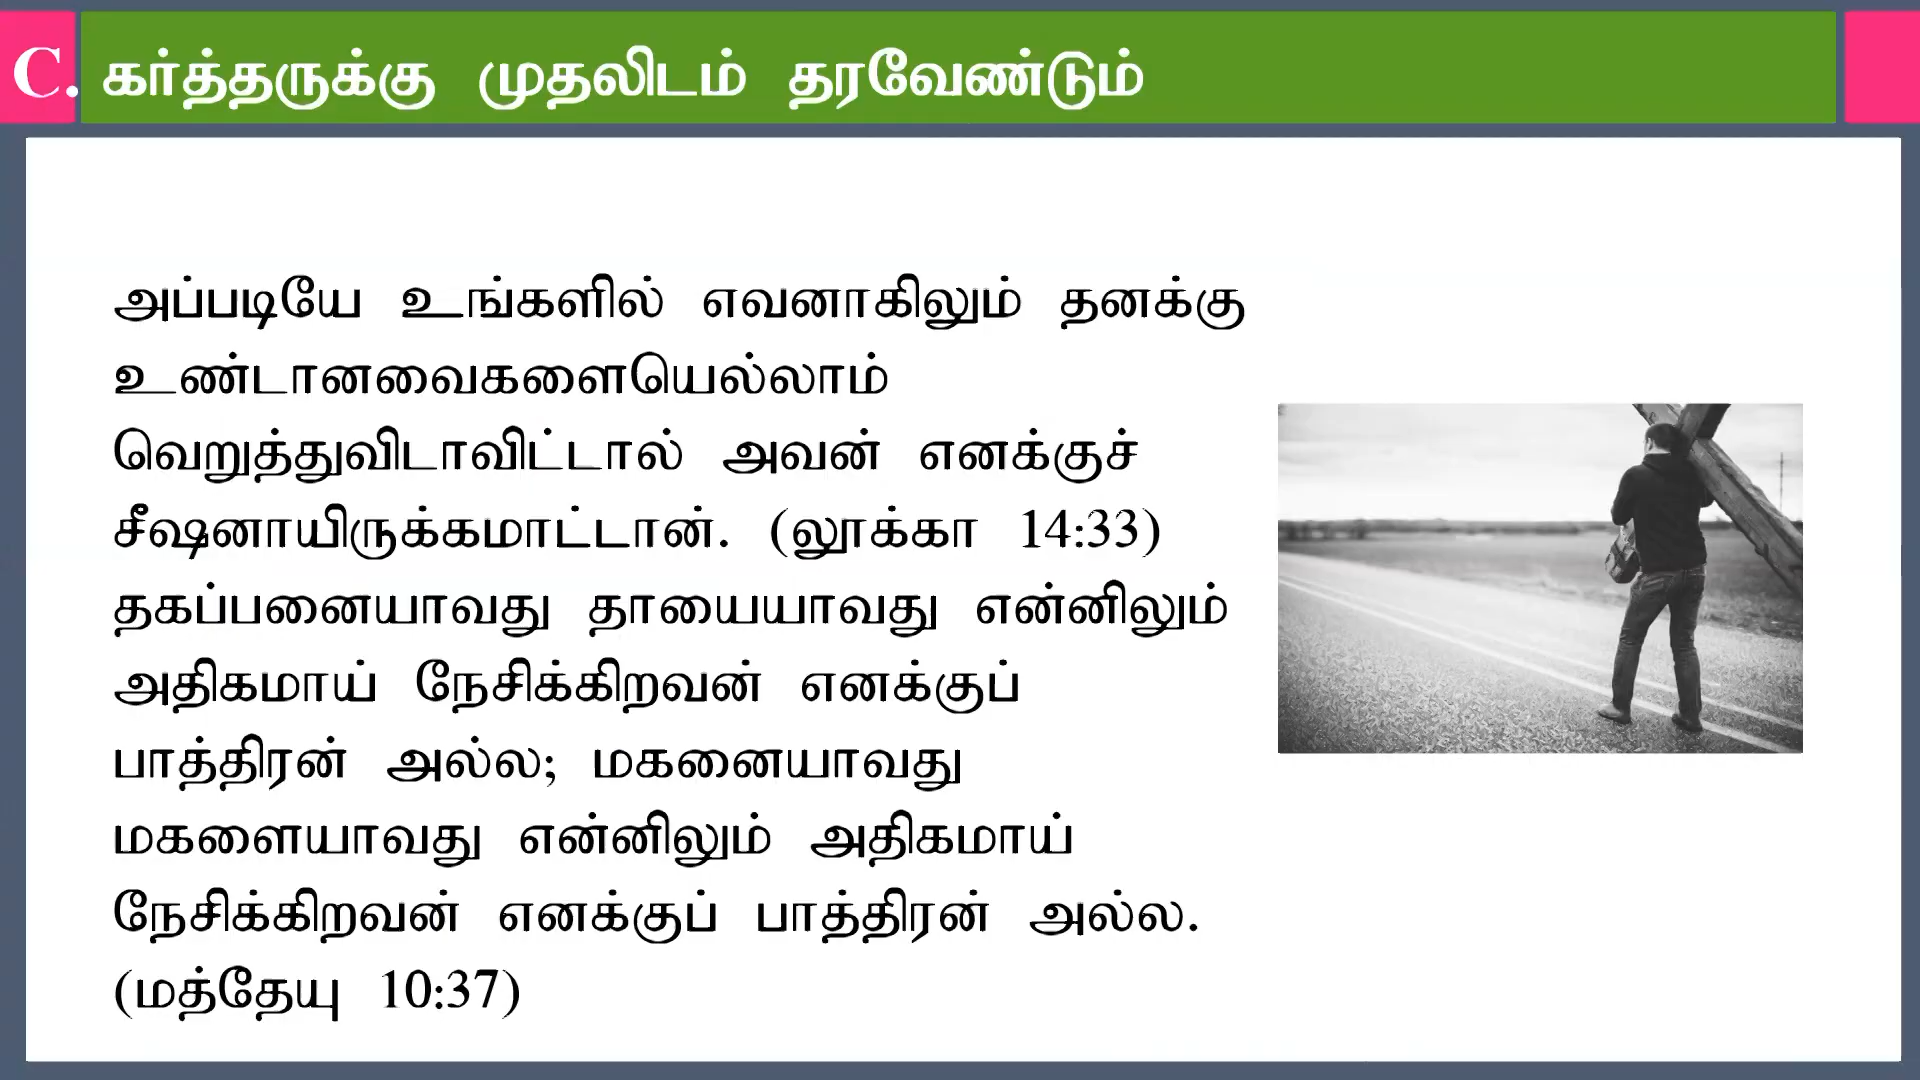 C. கர்த்தருக்கு முதலிடம் தரவேண்டும்
அப்படியே உங்களில் எவனாகிலும் தனக்கு
உண்டானவைகளையெல்லாம்
வெறுத்துவிடாவிட்டால் அவன் எனக்குச்
சீஷனாயிருக்கமாட்டான். (லூக்கா 14:33)
தகப்பனையாவது தாயையாவது என்னிலும்
அதிகமாய் நேசிக்கிறவன் எனக்குப்
பாத்திரன் அல்ல; மகனையாவது
மகளையாவது என்னிலும் அதிகமாய்
நேசிக்கிறவன் எனக்குப் பாத்திரன் அல்ல.
(மத்தேயு 10:37)